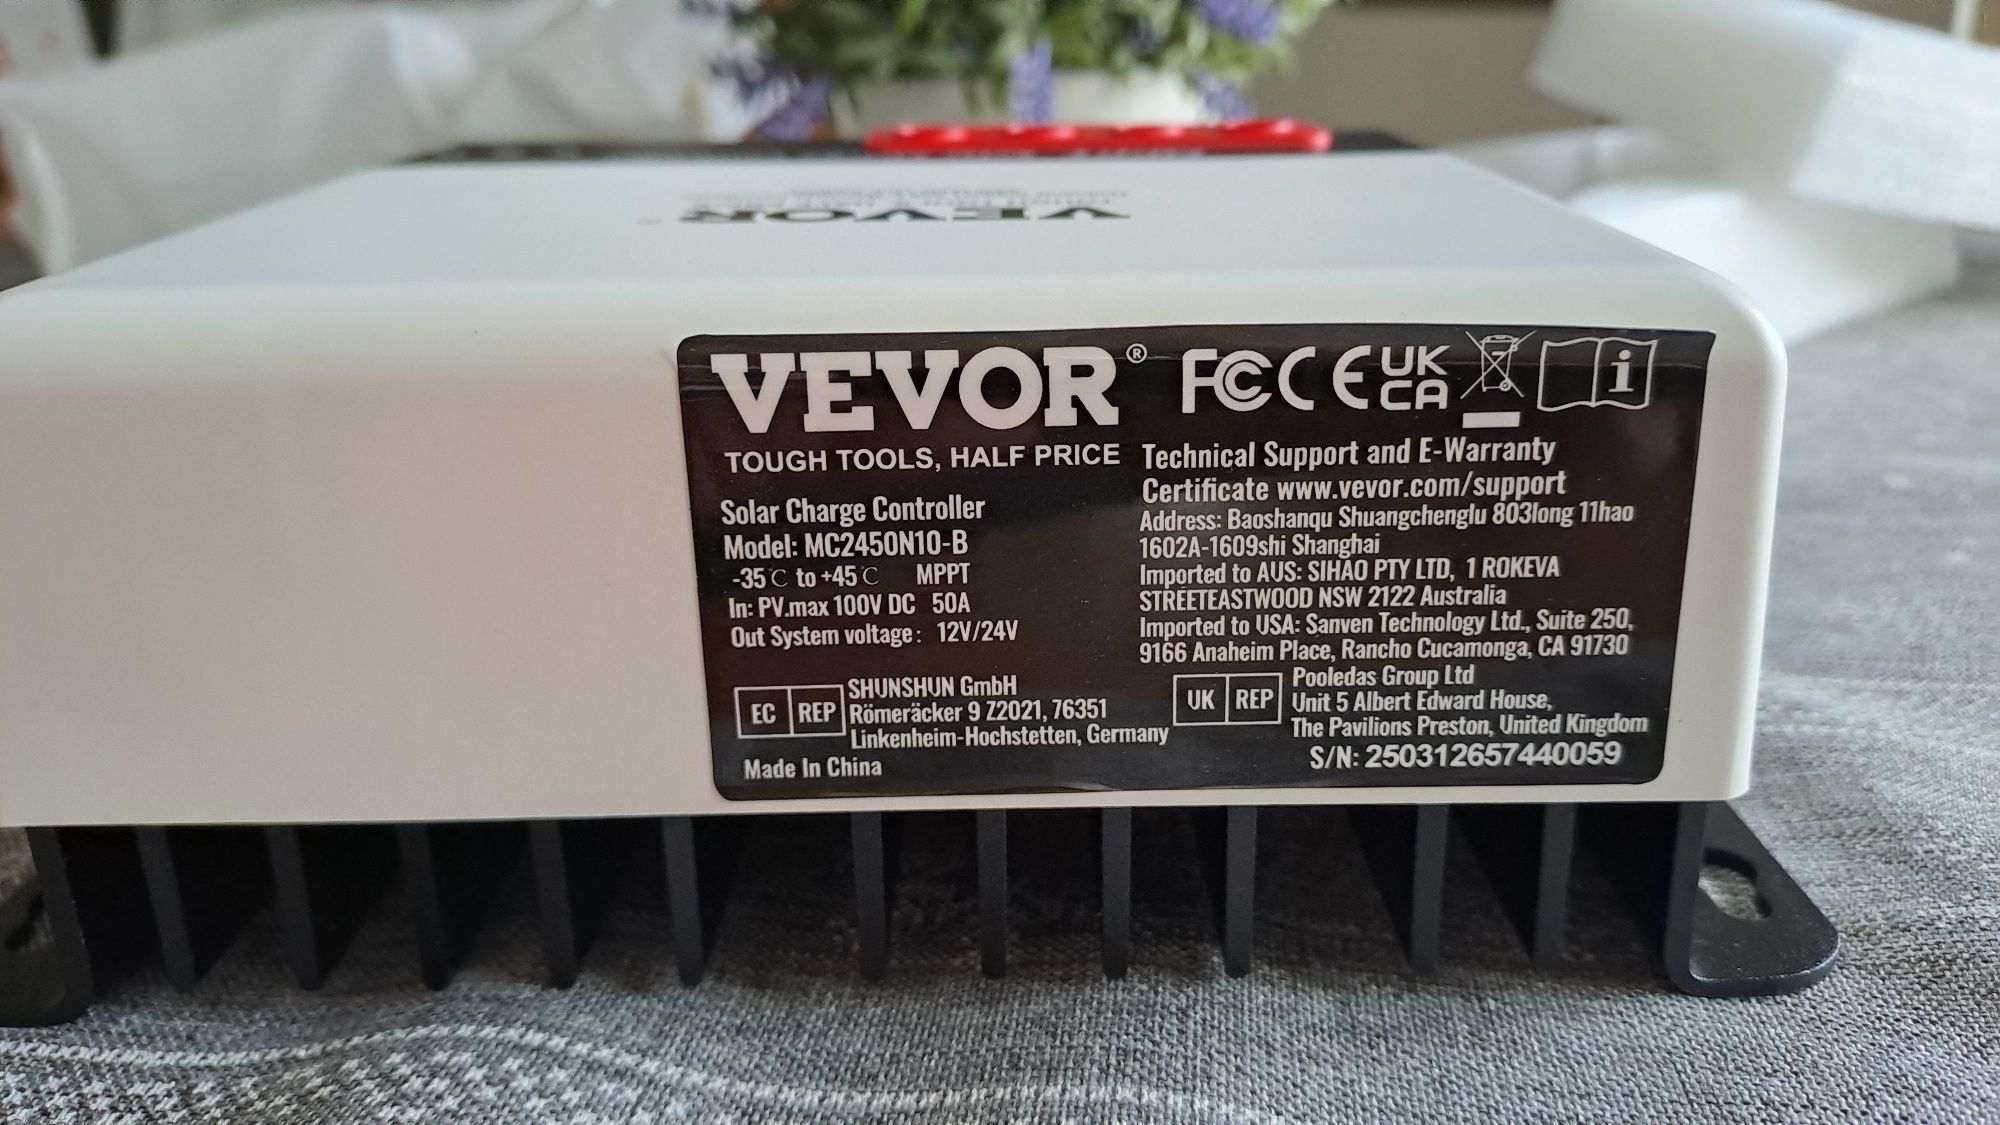 VEVOR
VEVOR®
FC CE UK CA
TOUGH TOOLS, HALF PRICE
Solar Charge Controller
Model: MC2450N10-B
-35℃ to +45℃ MPPT
In: PV.max 100V DC 50A
Out System voltage: 12V/24V
EC REP
SHUNSHUN GmbH
Römeräcker 9 Z2021, 76351
Linkenheim-Hochstetten, Germany
Made In China
Technical Support and E-Warranty
Certificate www.vevor.com/support
Address: Baoshanqu Shuangchenglu 803long 11hao
1602A-1609shi Shanghai
Imported to AUS: SIHAO PTY LTD, 1 ROKEVA
STREETEASTWOOD NSW 2122 Australia
Imported to USA: Sanven Technology Ltd., Suite 250,
9166 Anaheim Place, Rancho Cucamonga, CA 91730
UK REP
Pooledas Group Ltd
Unit 5 Albert Edward House,
The Pavilions Preston, United Kingdom
S/N: 250312657440059